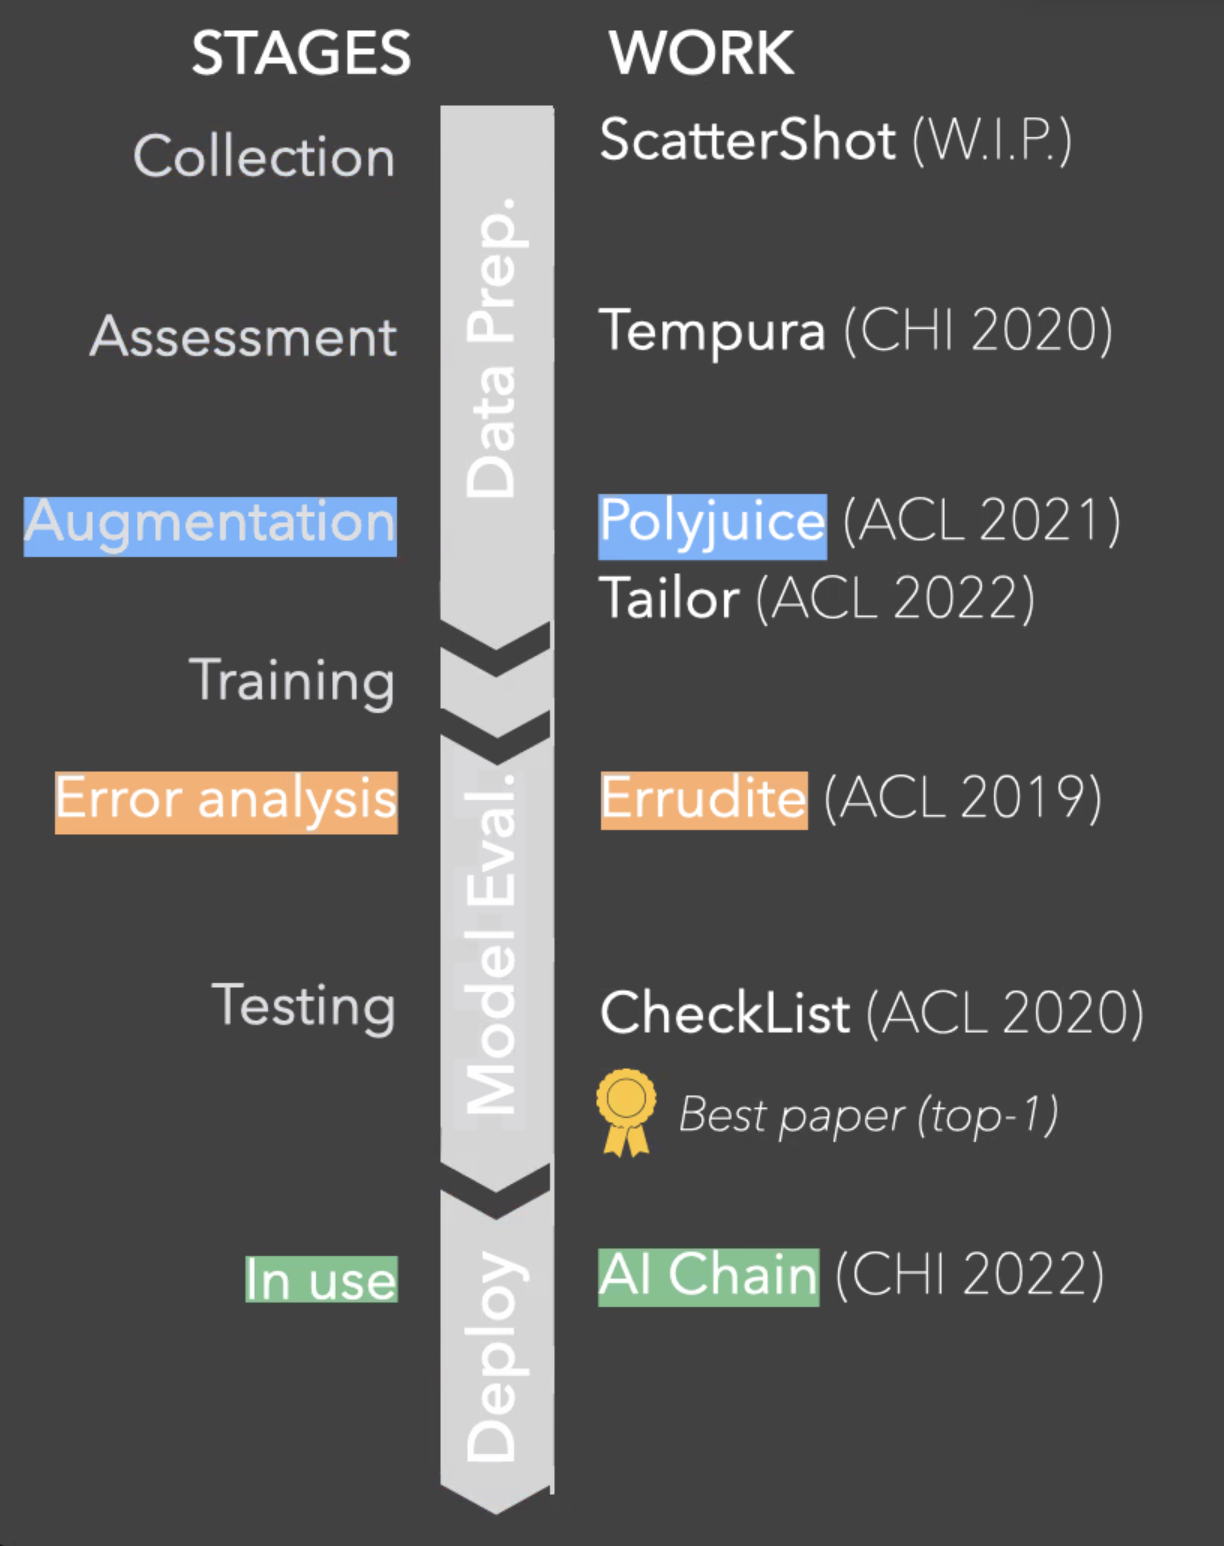 STAGES WORK
Collection ScatterShot (W.I.P.)
Data Prep.
Assessment Tempura (CHI 2020)
Augmentation Polyjuice (ACL 2021)
Tailor (ACL 2022)
Training
Error analysis Errudite (ACL 2019)
Model Eval.
Testing CheckList (ACL 2020)
Best paper (top-1)
In use AI Chain (CHI 2022)
Deploy